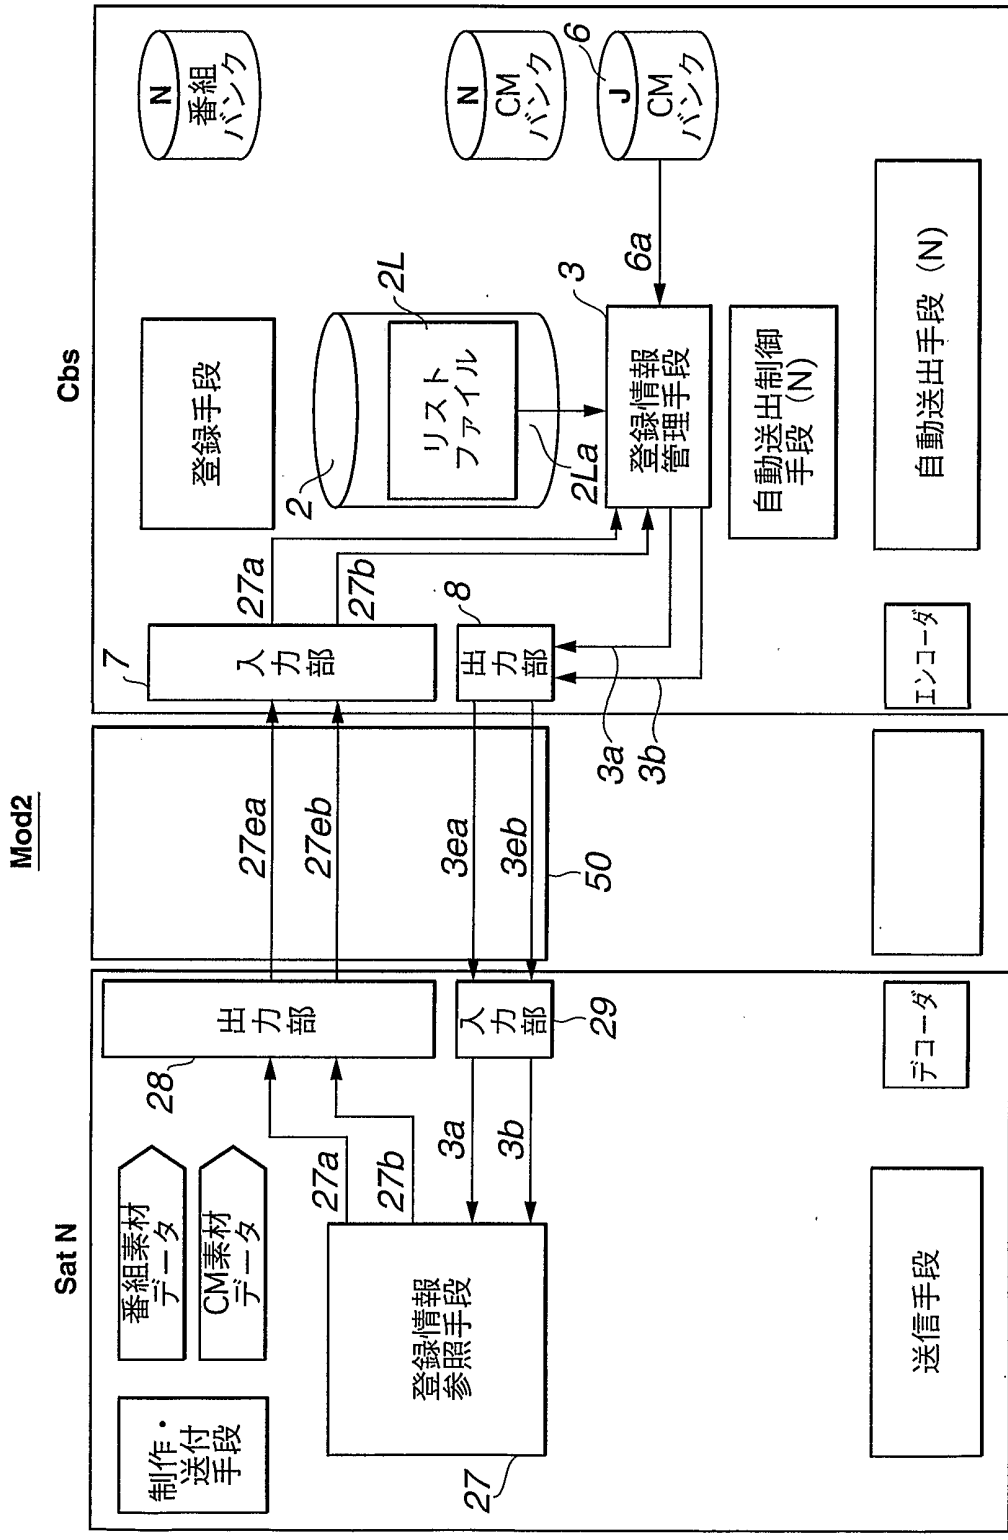 Mod2
Sat N
Cbs
制作・
送付
手段
番組素材
データ
CM素材
データ
28
出
力
部
27a
27b
登録情報
参照手段
27
3a
3b
入
力
部
29
送信手段
デコーダ
27ea
27eb
3ea
3eb
50
7
入
力
部
27a
27b
8
出
力
部
3a
3b
エンコーダ
登録手段
2
リスト
ファイル
2L
2La
3
登録情報
管理手段
6a
自動送出制御
手段(N)
自動送出手段(N)
N
番組
バンク
N
CM
バンク
J
CM
バンク
6